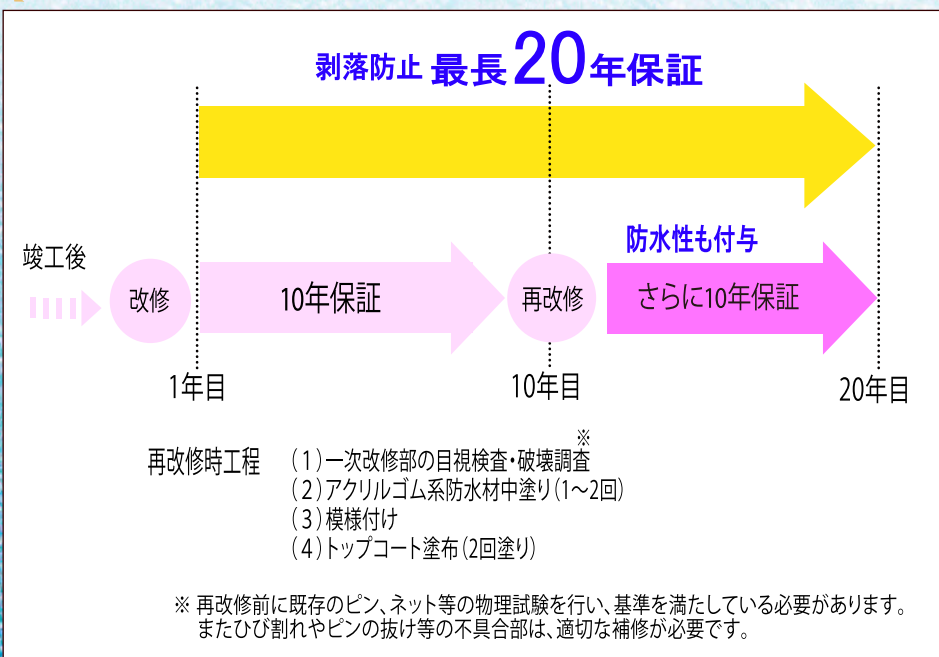 剥落防止 最長20年保証
防水性も付与
竣工後
改修
10年保証
再改修
さらに10年保証
1年目
10年目
20年目
※
再改修時工程 (1)一次改修部の目視検査・破壊調査
(2)アクリルゴム系防水材中塗り(1〜2回)
(3)模様付け
(4)トップコート塗布(2回塗り)
※ 再改修前に既存のピン、ネット等の物理試験を行い、基準を満たしている必要があります。
またひび割れやピンの抜け等の不具合部は、適切な補修が必要です。